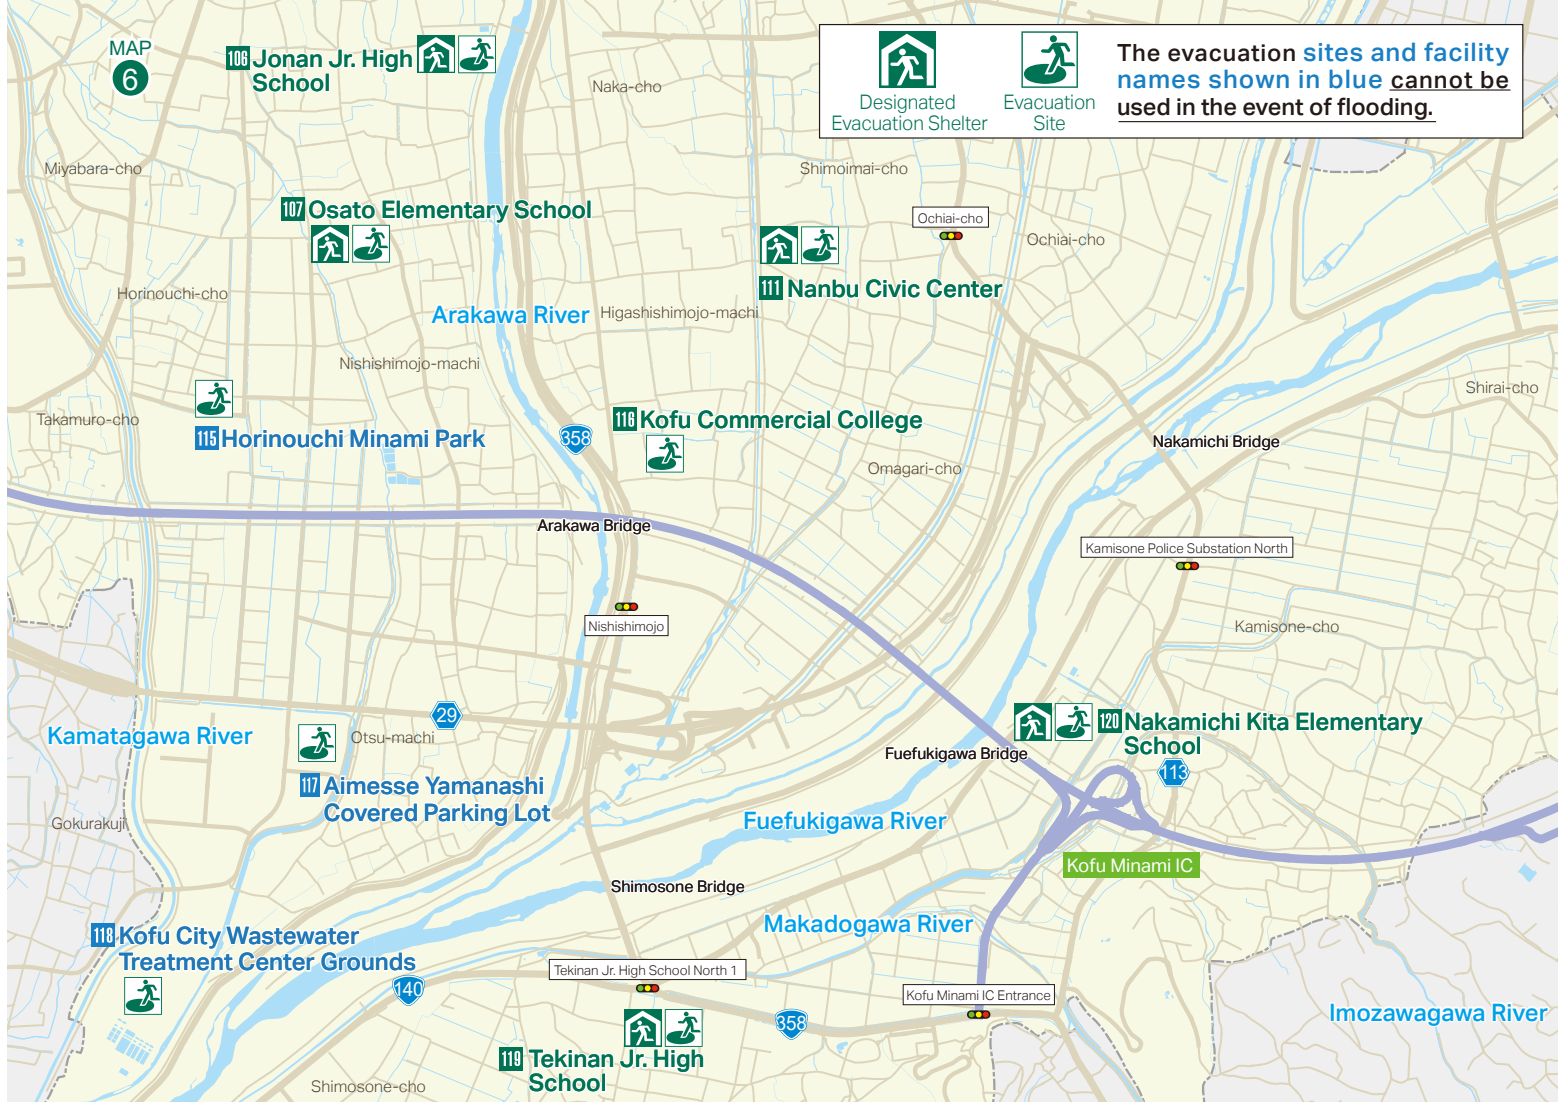 MAP
6
106 Jonan Jr. High
School
Naka-cho
Designated
Evacuation Shelter
Evacuation
Site
The evacuation sites and facility
names shown in blue cannot be
used in the event of flooding.
Miyabara-cho
Shimoimai-cho
107 Osato Elementary School
Ochiai-cho
Ochiai-cho
111 Nanbu Civic Center
Horinouchi-cho
Arakawa River
Higashishimojo-machi
Nishishimojo-machi
Shirai-cho
Takamuro-cho
115 Horinouchi Minami Park
358
116 Kofu Commercial College
Nakamichi Bridge
Omagari-cho
Arakawa Bridge
Kamisone Police Substation North
Nishishimojo
Kamisone-cho
29
Kamatagawa River
Otsu-machi
120 Nakamichi Kita Elementary
School
Fuefukigawa Bridge
113
117 Aimesse Yamanashi
Covered Parking Lot
Gokurakuji
Fuefukigawa River
Kofu Minami IC
Shimosone Bridge
Makadogawa River
118 Kofu City Wastewater
Treatment Center Grounds
Tekinan Jr. High School North 1
140
Kofu Minami IC Entrance
358
Imozawagawa River
119 Tekinan Jr. High
School
Shimosone-cho